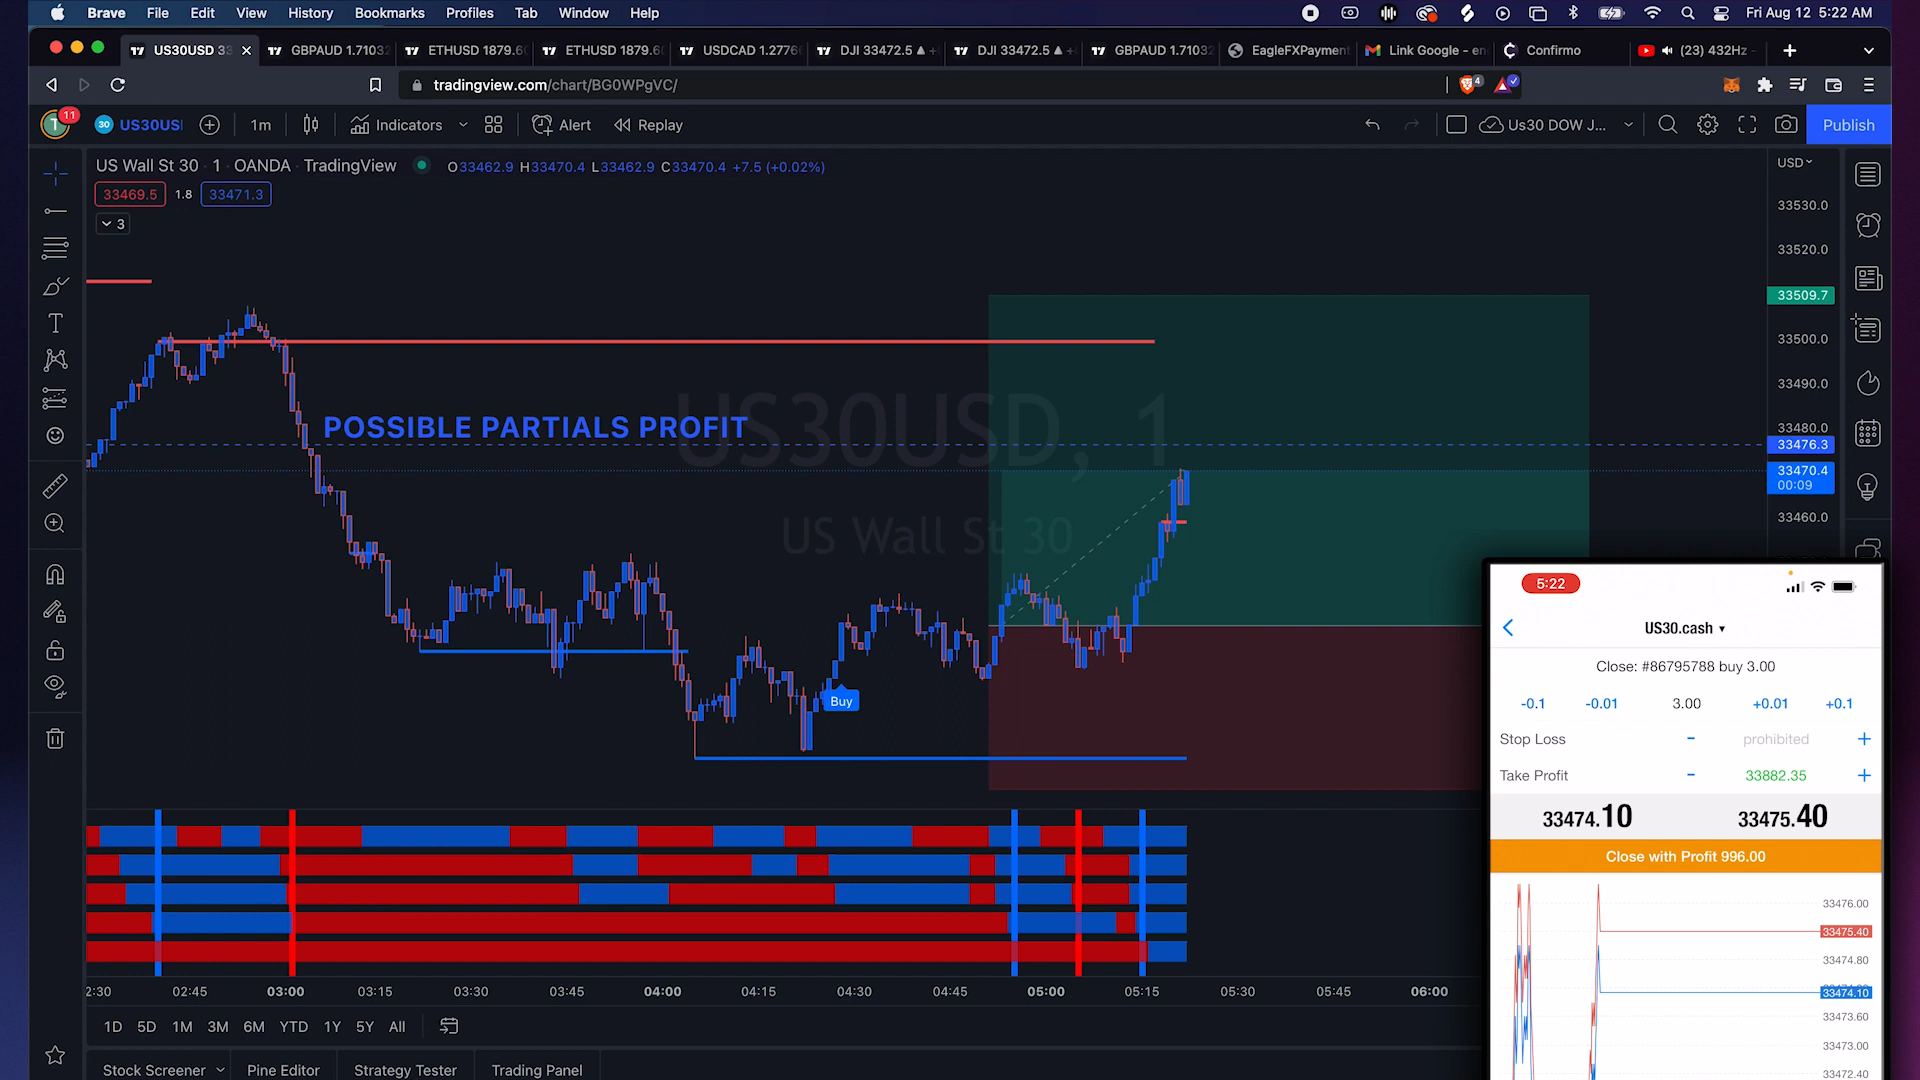 Brave File Edit View History Bookmarks Profiles Tab Window Help Fri Aug 12 5:22 AM
US30USD 33 GBPAUD 1.7103 ETHUSD 1879.6 ETHUSD 1879.6 USDCAD 1.2776 DJI 33472.5 ▲ + DJI 33472.5 ▲ + GBPAUD 1.7103 EagleFXPayment Link Google - en Confirmo (23) 432Hz -
tradingview.com/chart/BG0WPgVC/ 4
T 11 30 US30US 1m Indicators Alert Replay Us30 DOW J... Publish
US Wall St 30 · 1 · OANDA · TradingView O33462.9 H33470.4 L33462.9 C33470.4 +7.5 (+0.02%) USD
33469.5 1.8 33471.3
3
33530.0
33520.0
33509.7
33500.0
33490.0
33480.0
33476.3
33470.4
00:09
33460.0
POSSIBLE PARTIALS PROFIT
US30USD, 1
US Wall St 30
Buy
02:45 03:00 03:15 03:30 03:45 04:00 04:15 04:30 04:45 05:00 05:15 05:30 05:45 06:00
1D 5D 1M 3M 6M YTD 1Y 5Y All
Stock Screener Pine Editor Strategy Tester Trading Panel
5:22
US30.cash ▾
Close: #86795788 buy 3.00
-0.1 -0.01 3.00 +0.01 +0.1
Stop Loss - prohibited +
Take Profit - 33882.35 +
33474.10 33475.40
Close with Profit 996.00
33476.00
33475.40
33474.80
33474.10
33473.60
33473.00
33472.40